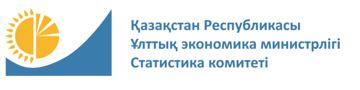 Қазақстан Республикасы
Ұлттық экономика министрлігі
Статистика комитеті